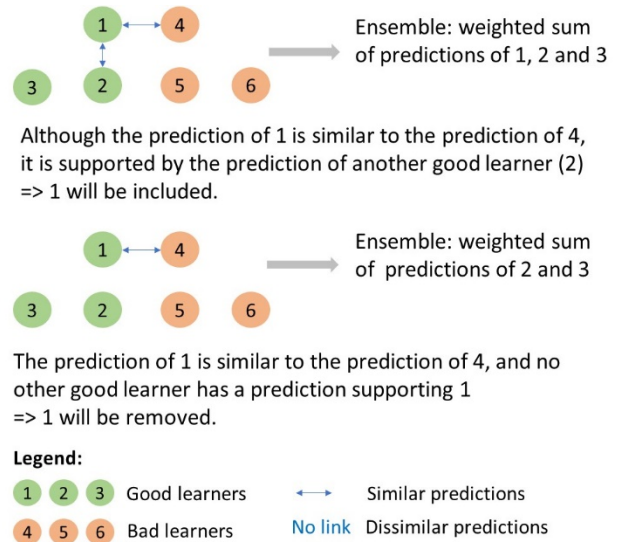 1 4
Ensemble: weighted sum
of predictions of 1, 2 and 3
3 2 5 6
Although the prediction of 1 is similar to the prediction of 4,
it is supported by the prediction of another good learner (2)
=> 1 will be included.
1 4
Ensemble: weighted sum
of predictions of 2 and 3
3 2 5 6
The prediction of 1 is similar to the prediction of 4, and no
other good learner has a prediction supporting 1
=> 1 will be removed.
Legend:
1 2 3 Good learners
Similar predictions
4 5 6 Bad learners
No link Dissimilar predictions